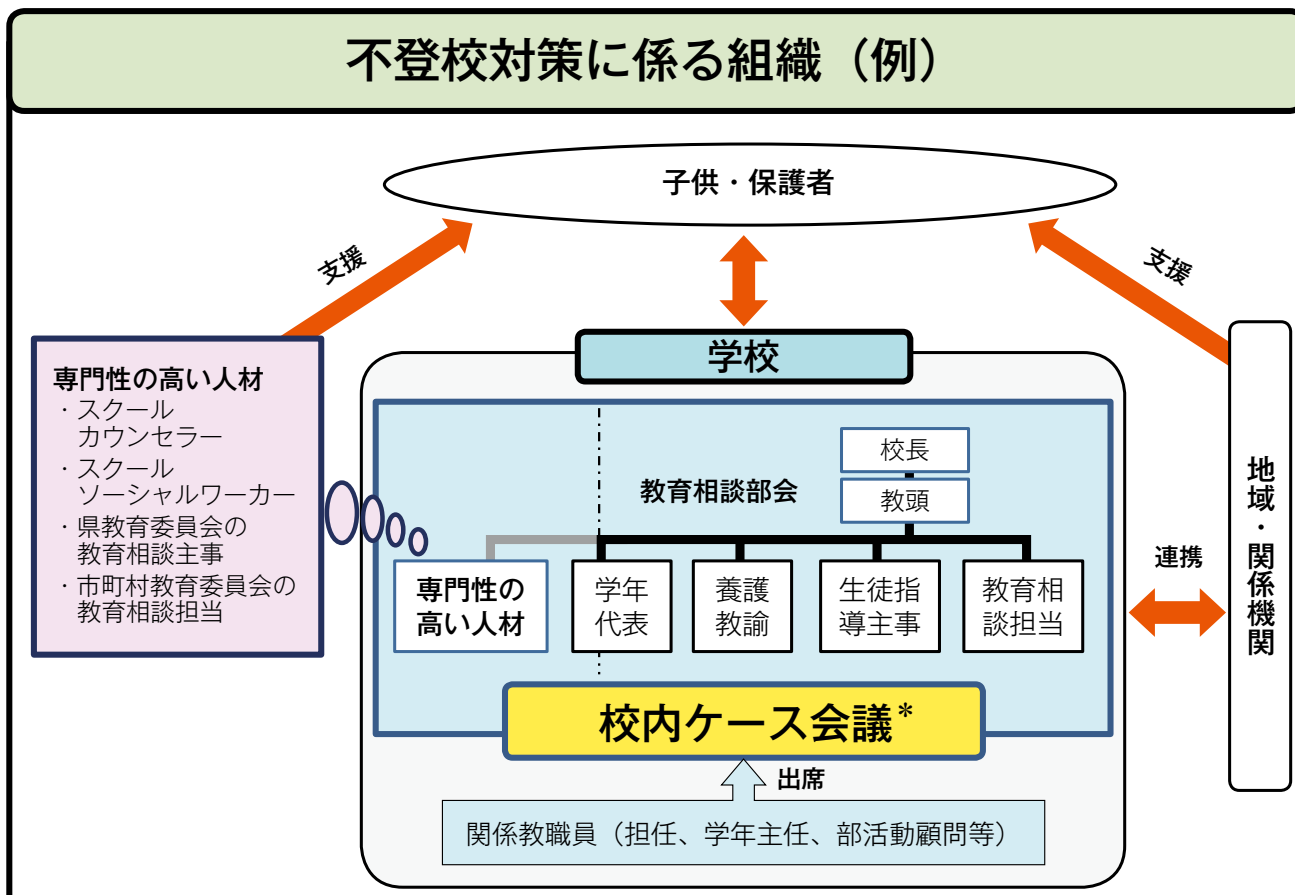 不登校対策に係る組織（例）
子供・保護者
支援
支援
学校
専門性の高い人材
・スクール
カウンセラー
・スクール
ソーシャルワーカー
・県教育委員会の
教育相談主事
・市町村教育委員会の
教育相談担当
校長
教育相談部会
教頭
専門性の
高い人材
学年
代表
養護
教諭
生徒指
導主事
教育相
談担当
連携
地域・関係機関
校内ケース会議*
出席
関係教職員（担任、学年主任、部活動顧問等）